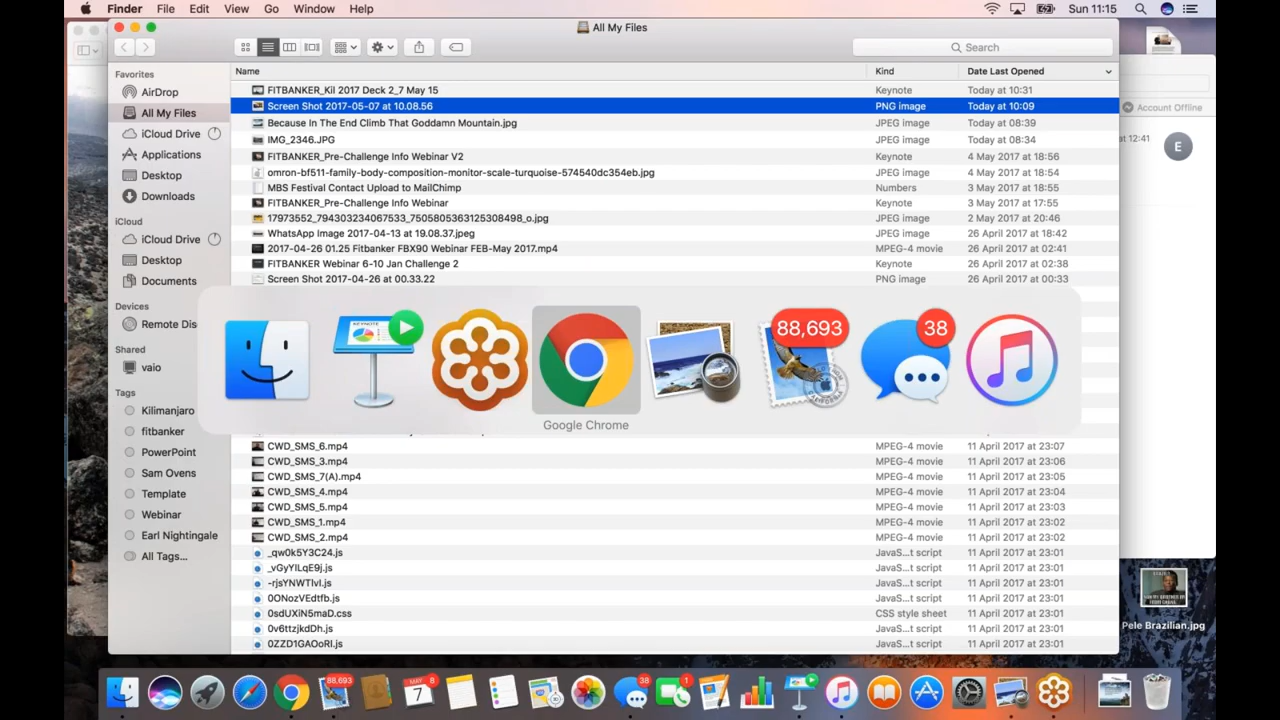 Finder File Edit View Go Window Help Sun 11:15
All My Files
Search
Favorites
AirDrop
All My Files
iCloud Drive
Applications
Desktop
Downloads
iCloud
iCloud Drive
Desktop
Documents
Devices
Remote Dis
Shared
vaio
Tags
Kilimanjaro
fitbanker
PowerPoint
Sam Ovens
Template
Webinar
Earl Nightingale
All Tags...
Name Kind Date Last Opened
FITBANKER_Kil 2017 Deck 2_7 May 15 Keynote Today at 10:31
Screen Shot 2017-05-07 at 10.08.56 PNG image Today at 10:09
Because In The End Climb That Goddamn Mountain.jpg JPEG image Today at 08:39
IMG_2346.JPG JPEG image Today at 08:34
FITBANKER_Pre-Challenge Info Webinar V2 Keynote 4 May 2017 at 18:56
omron-bf511-family-body-composition-monitor-scale-turquoise-574540dc354eb.jpg JPEG image 4 May 2017 at 18:54
MBS Festival Contact Upload to MailChimp Numbers 3 May 2017 at 18:55
FITBANKER_Pre-Challenge Info Webinar Keynote 3 May 2017 at 17:55
17973552_794303234067533_7505805363125308498_o.jpg JPEG image 2 May 2017 at 20:46
WhatsApp Image 2017-04-13 at 19.08.37.jpeg JPEG image 26 April 2017 at 18:42
2017-04-26 01.25 Fitbanker FBX90 Webinar FEB-May 2017.mp4 MPEG-4 movie 26 April 2017 at 02:41
FITBANKER Webinar 6-10 Jan Challenge 2 Keynote 26 April 2017 at 02:38
Screen Shot 2017-04-26 at 00.33.22 PNG image 26 April 2017 at 00:33
KEYNOTE
88,693
38
Google Chrome
CWD_SMS_6.mp4 MPEG-4 movie 11 April 2017 at 23:07
CWD_SMS_3.mp4 MPEG-4 movie 11 April 2017 at 23:06
CWD_SMS_7(A).mp4 MPEG-4 movie 11 April 2017 at 23:05
CWD_SMS_4.mp4 MPEG-4 movie 11 April 2017 at 23:04
CWD_SMS_5.mp4 MPEG-4 movie 11 April 2017 at 23:03
CWD_SMS_1.mp4 MPEG-4 movie 11 April 2017 at 23:02
CWD_SMS_2.mp4 MPEG-4 movie 11 April 2017 at 23:02
_qw0k5Y3C24.js JavaS...t script 11 April 2017 at 23:01
_vGyYILqE9j.js JavaS...t script 11 April 2017 at 23:01
-rjsYNWTlvI.js JavaS...t script 11 April 2017 at 23:01
0ONozVEdtfb.js JavaS...t script 11 April 2017 at 23:01
0sdUXiN5maD.css CSS style sheet 11 April 2017 at 23:01
0v6ttzjkdDh.js JavaS...t script 11 April 2017 at 23:01
0ZZD1GAOoRI.js JavaS...t script 11 April 2017 at 23:01
Account Offline
at 12:41
E
Pele Brazilian.jpg
88,693
MAY
7
8
38
1